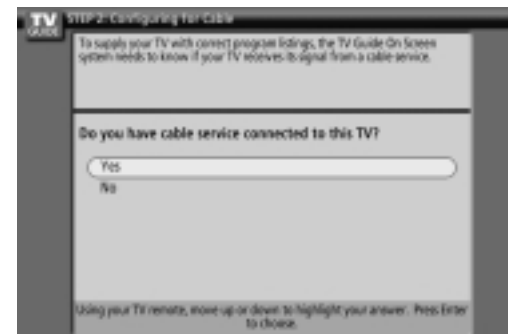 TV
GUIDE
STEP 2: Configuring for Cable
To supply your TV with correct program listings, the TV Guide On Screen
system needs to know if your TV receives its signal from a cable service.
Do you have cable service connected to this TV?
Yes
No
Using your TV remote, move up or down to highlight your answer. Press Enter
to choose.